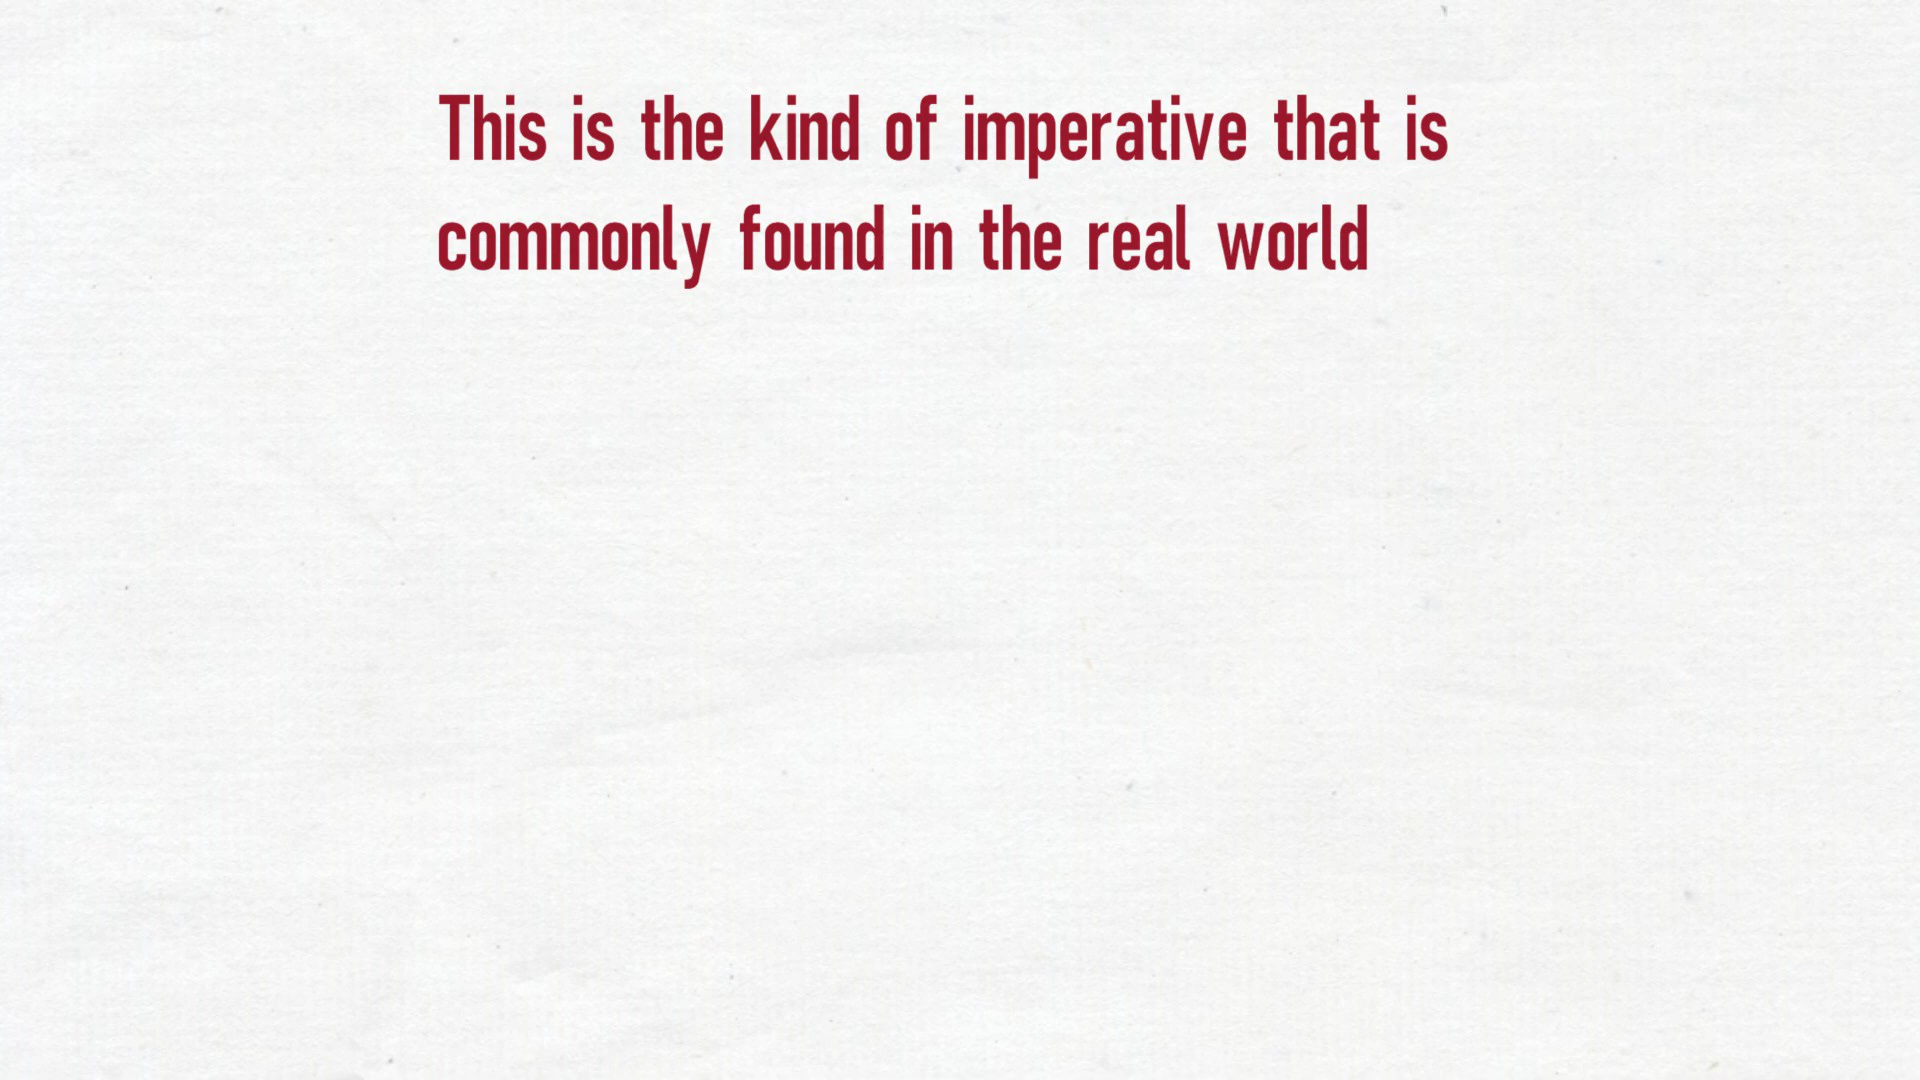 This is the kind of imperative that is
commonly found in the real world